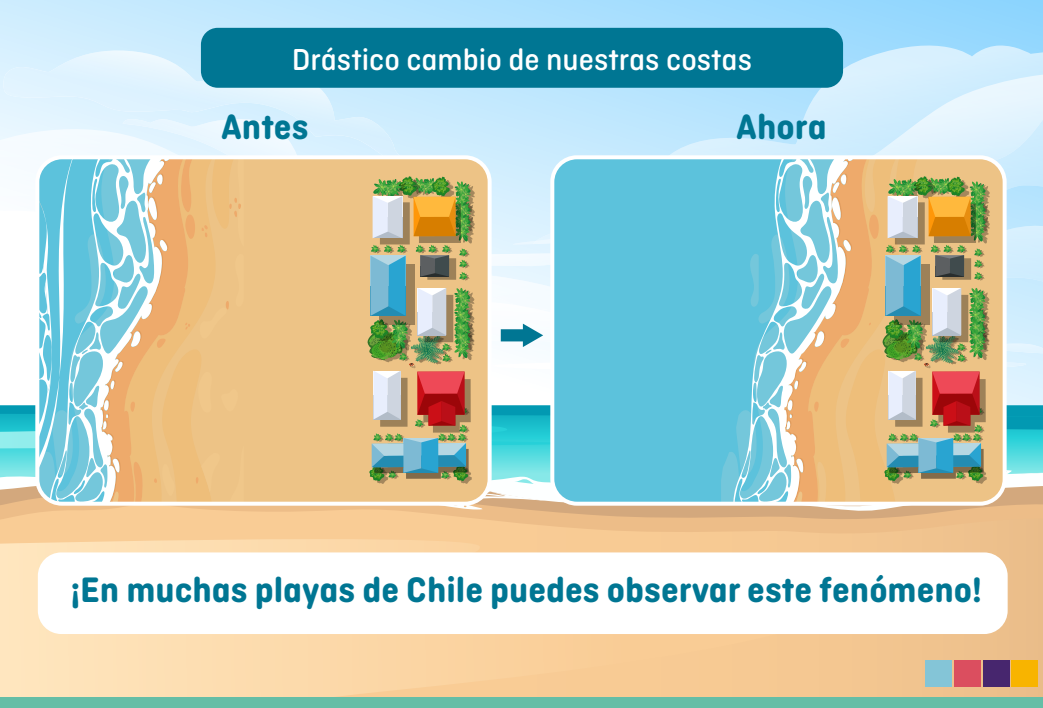 Drástico cambio de nuestras costas
Antes
Ahora
¡En muchas playas de Chile puedes observar este fenómeno!